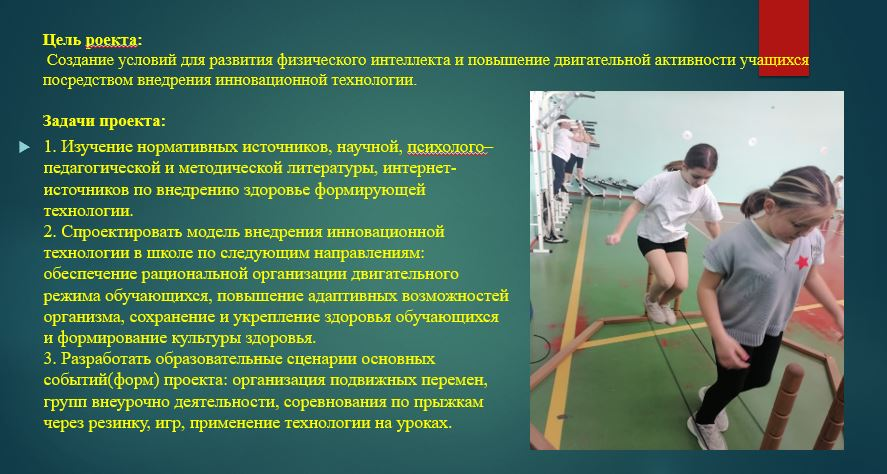 Цель роекта:
Создание условий для развития физического интеллекта и повышение двигательной активности учащихся
посредством внедрения инновационной технологии.
Задачи проекта:
1. Изучение нормативных источников, научной, психолого–
педагогической и методической литературы, интернет-
источников по внедрению здоровье формирующей
технологии.
2. Спроектировать модель внедрения инновационной
технологии в школе по следующим направлениям:
обеспечение рациональной организации двигательного
режима обучающихся, повышение адаптивных возможностей
организма, сохранение и укрепление здоровья обучающихся
и формирование культуры здоровья.
3. Разработать образовательные сценарии основных
событий(форм) проекта: организация подвижных перемен,
групп внеурочно деятельности, соревнования по прыжкам
через резинку, игр, применение технологии на уроках.